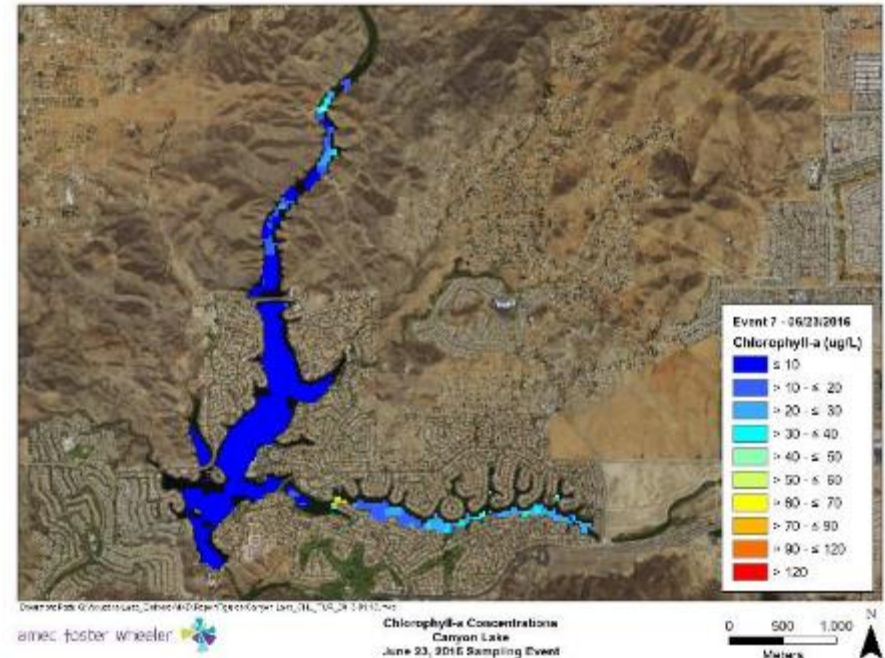 Event 7 - 06/23/2016
Chlorophyll-a (ug/L)
≤ 10
> 10 - ≤ 20
> 20 - ≤ 30
> 30 - ≤ 40
> 40 - ≤ 50
> 50 - ≤ 60
> 60 - ≤ 70
> 70 - ≤ 90
> 90 - ≤ 120
> 120
amec foster wheeler
Chlorophyll-a Concentrations
Canyon Lake
June 23, 2016 Sampling Event
0 500 1,000
Meters
N